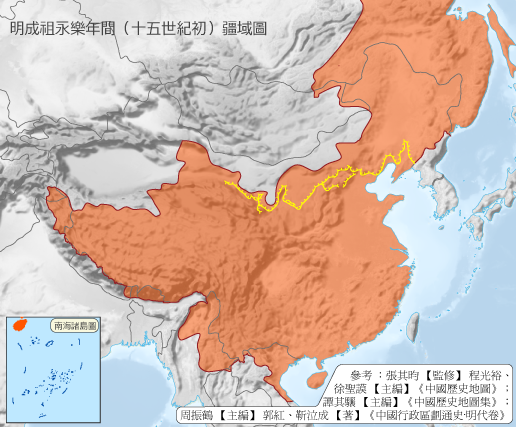 明成祖永樂年間（十五世紀初）疆域圖
南海諸島圖
參考：張其昀【監修】程光裕、
徐聖謨【主編】《中國歷史地圖》；
譚其驤【主編】《中國歷史地圖集》；
周振鶴【主編】郭紅、靳泣成【著】《中國行政區劃通史·明代卷》